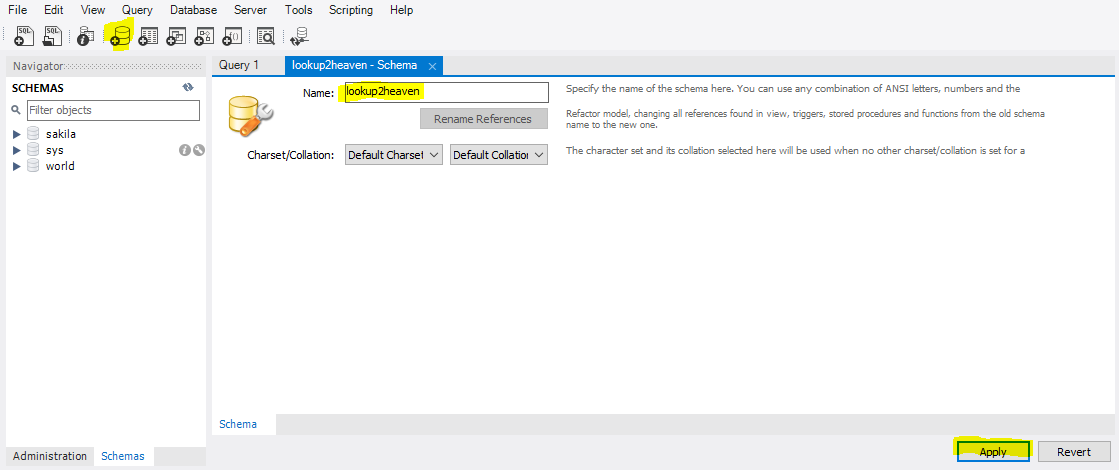 File Edit View Query Database Server Tools Scripting Help
SQL SQL
Navigator
SCHEMAS
Filter objects
sakila
sys
world
Administration Schemas
Query 1 lookup2heaven - Schema
Name: lookup2heaven Specify the name of the schema here. You can use any combination of ANSI letters, numbers and the
Rename References Refactor model, changing all references found in view, triggers, stored procedures and functions from the old schema
name to the new one.
Charset/Collation: Default Charset Default Collation The character set and its collation selected here will be used when no other charset/collation is set for a
Schema
Apply Revert